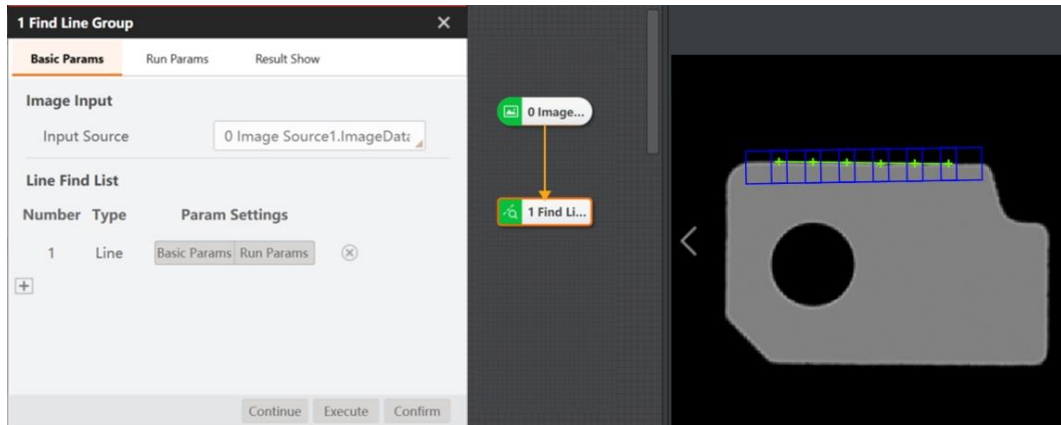 1 Find Line Group
Basic Params Run Params Result Show
Image Input
Input Source 0 Image Source1.ImageData
Line Find List
Number Type Param Settings
1 Line Basic Params Run Params
Continue Execute Confirm
0 Image...
1 Find Li...